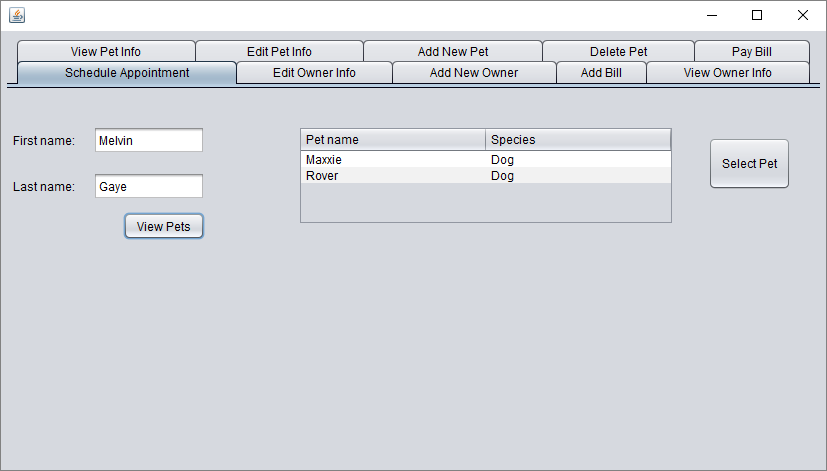 View Pet Info Edit Pet Info Add New Pet Delete Pet Pay Bill
Schedule Appointment Edit Owner Info Add New Owner Add Bill View Owner Info
First name: Melvin
Last name: Gaye
View Pets
Pet name Species
Maxxie Dog
Rover Dog
Select Pet